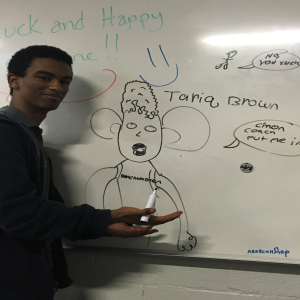 uck and Happy
ne!!
No,
you suck
Tariq Brown
c'mon
coach
put me in